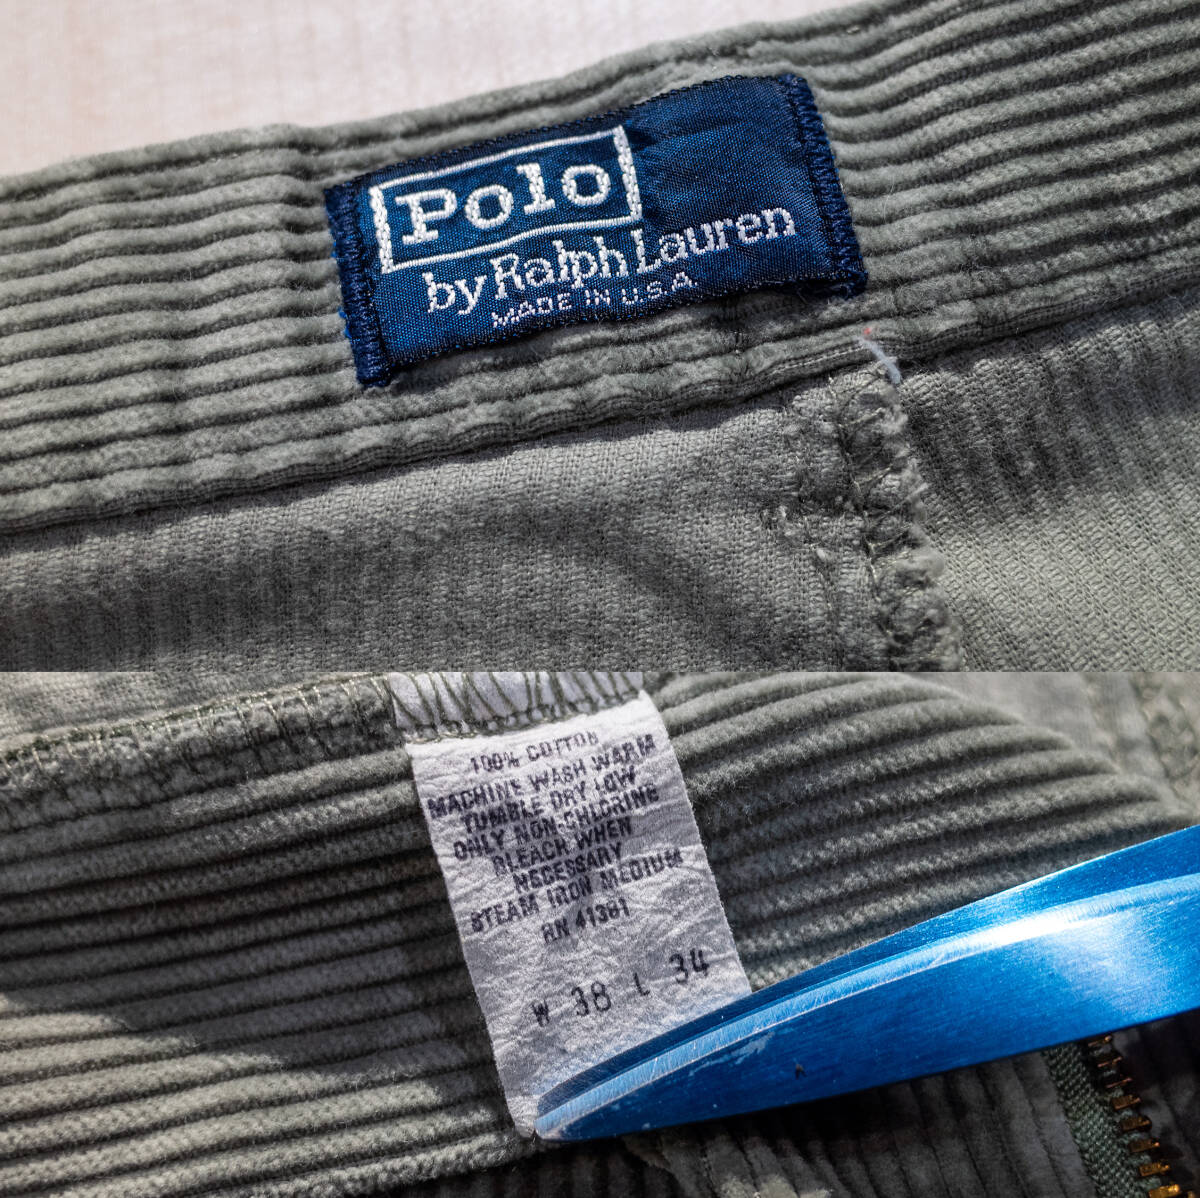 Polo
by Ralph Lauren
MADE IN U.S.A
100% COTTON
MACHINE WASH WARM
TUMBLE DRY LOW
ONLY NON-CHLORINE
BLEACH WHEN
NECESSARY
STEAM IRON MEDIUM
RN 41381
W 38 L 34